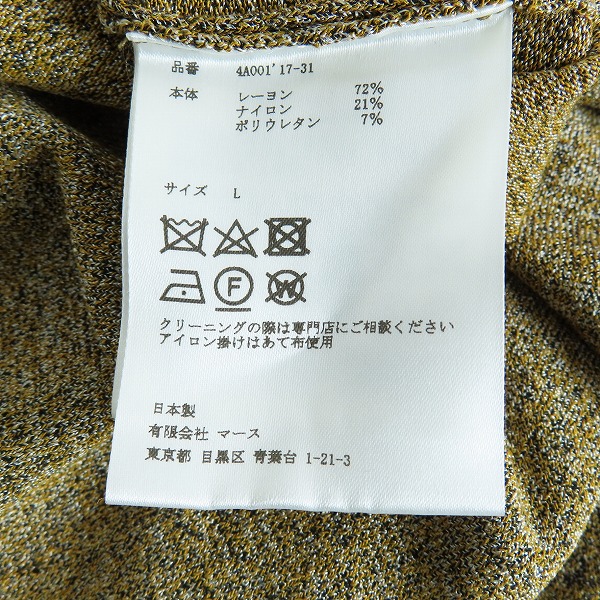 品番 4A001'17-31
本体 レーヨン 72%
ナイロン 21%
ポリウレタン 7%
サイズ L
F W
クリーニングの際は専門店にご相談ください
アイロン掛けはあて布使用
日本製
有限会社 マース
東京都 目黒区 青葉台 1-21-3